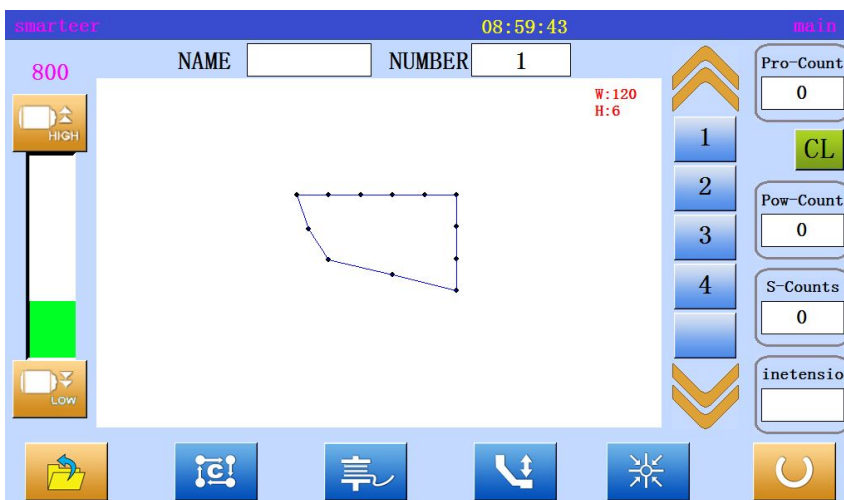 smarteer 08:59:43 main
800 NAME NUMBER 1
Pro-Count
0
W:120
H:6
HIGH
1
CL
2
Pow-Count
0
3
4
S-Counts
0
inetensio
LOW
C